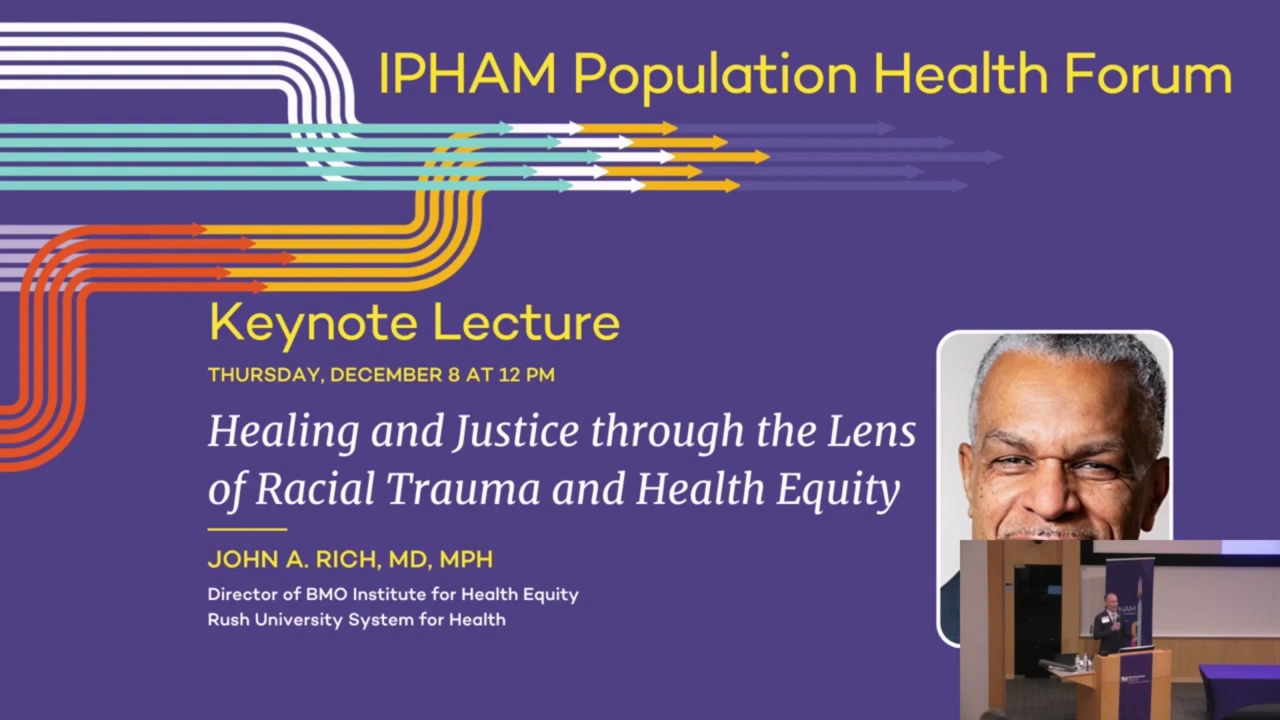 IPHAM Population Health Forum
Keynote Lecture
THURSDAY, DECEMBER 8 AT 12 PM
Healing and Justice through the Lens
of Racial Trauma and Health Equity
JOHN A. RICH, MD, MPH
Director of BMO Institute for Health Equity
Rush University System for Health